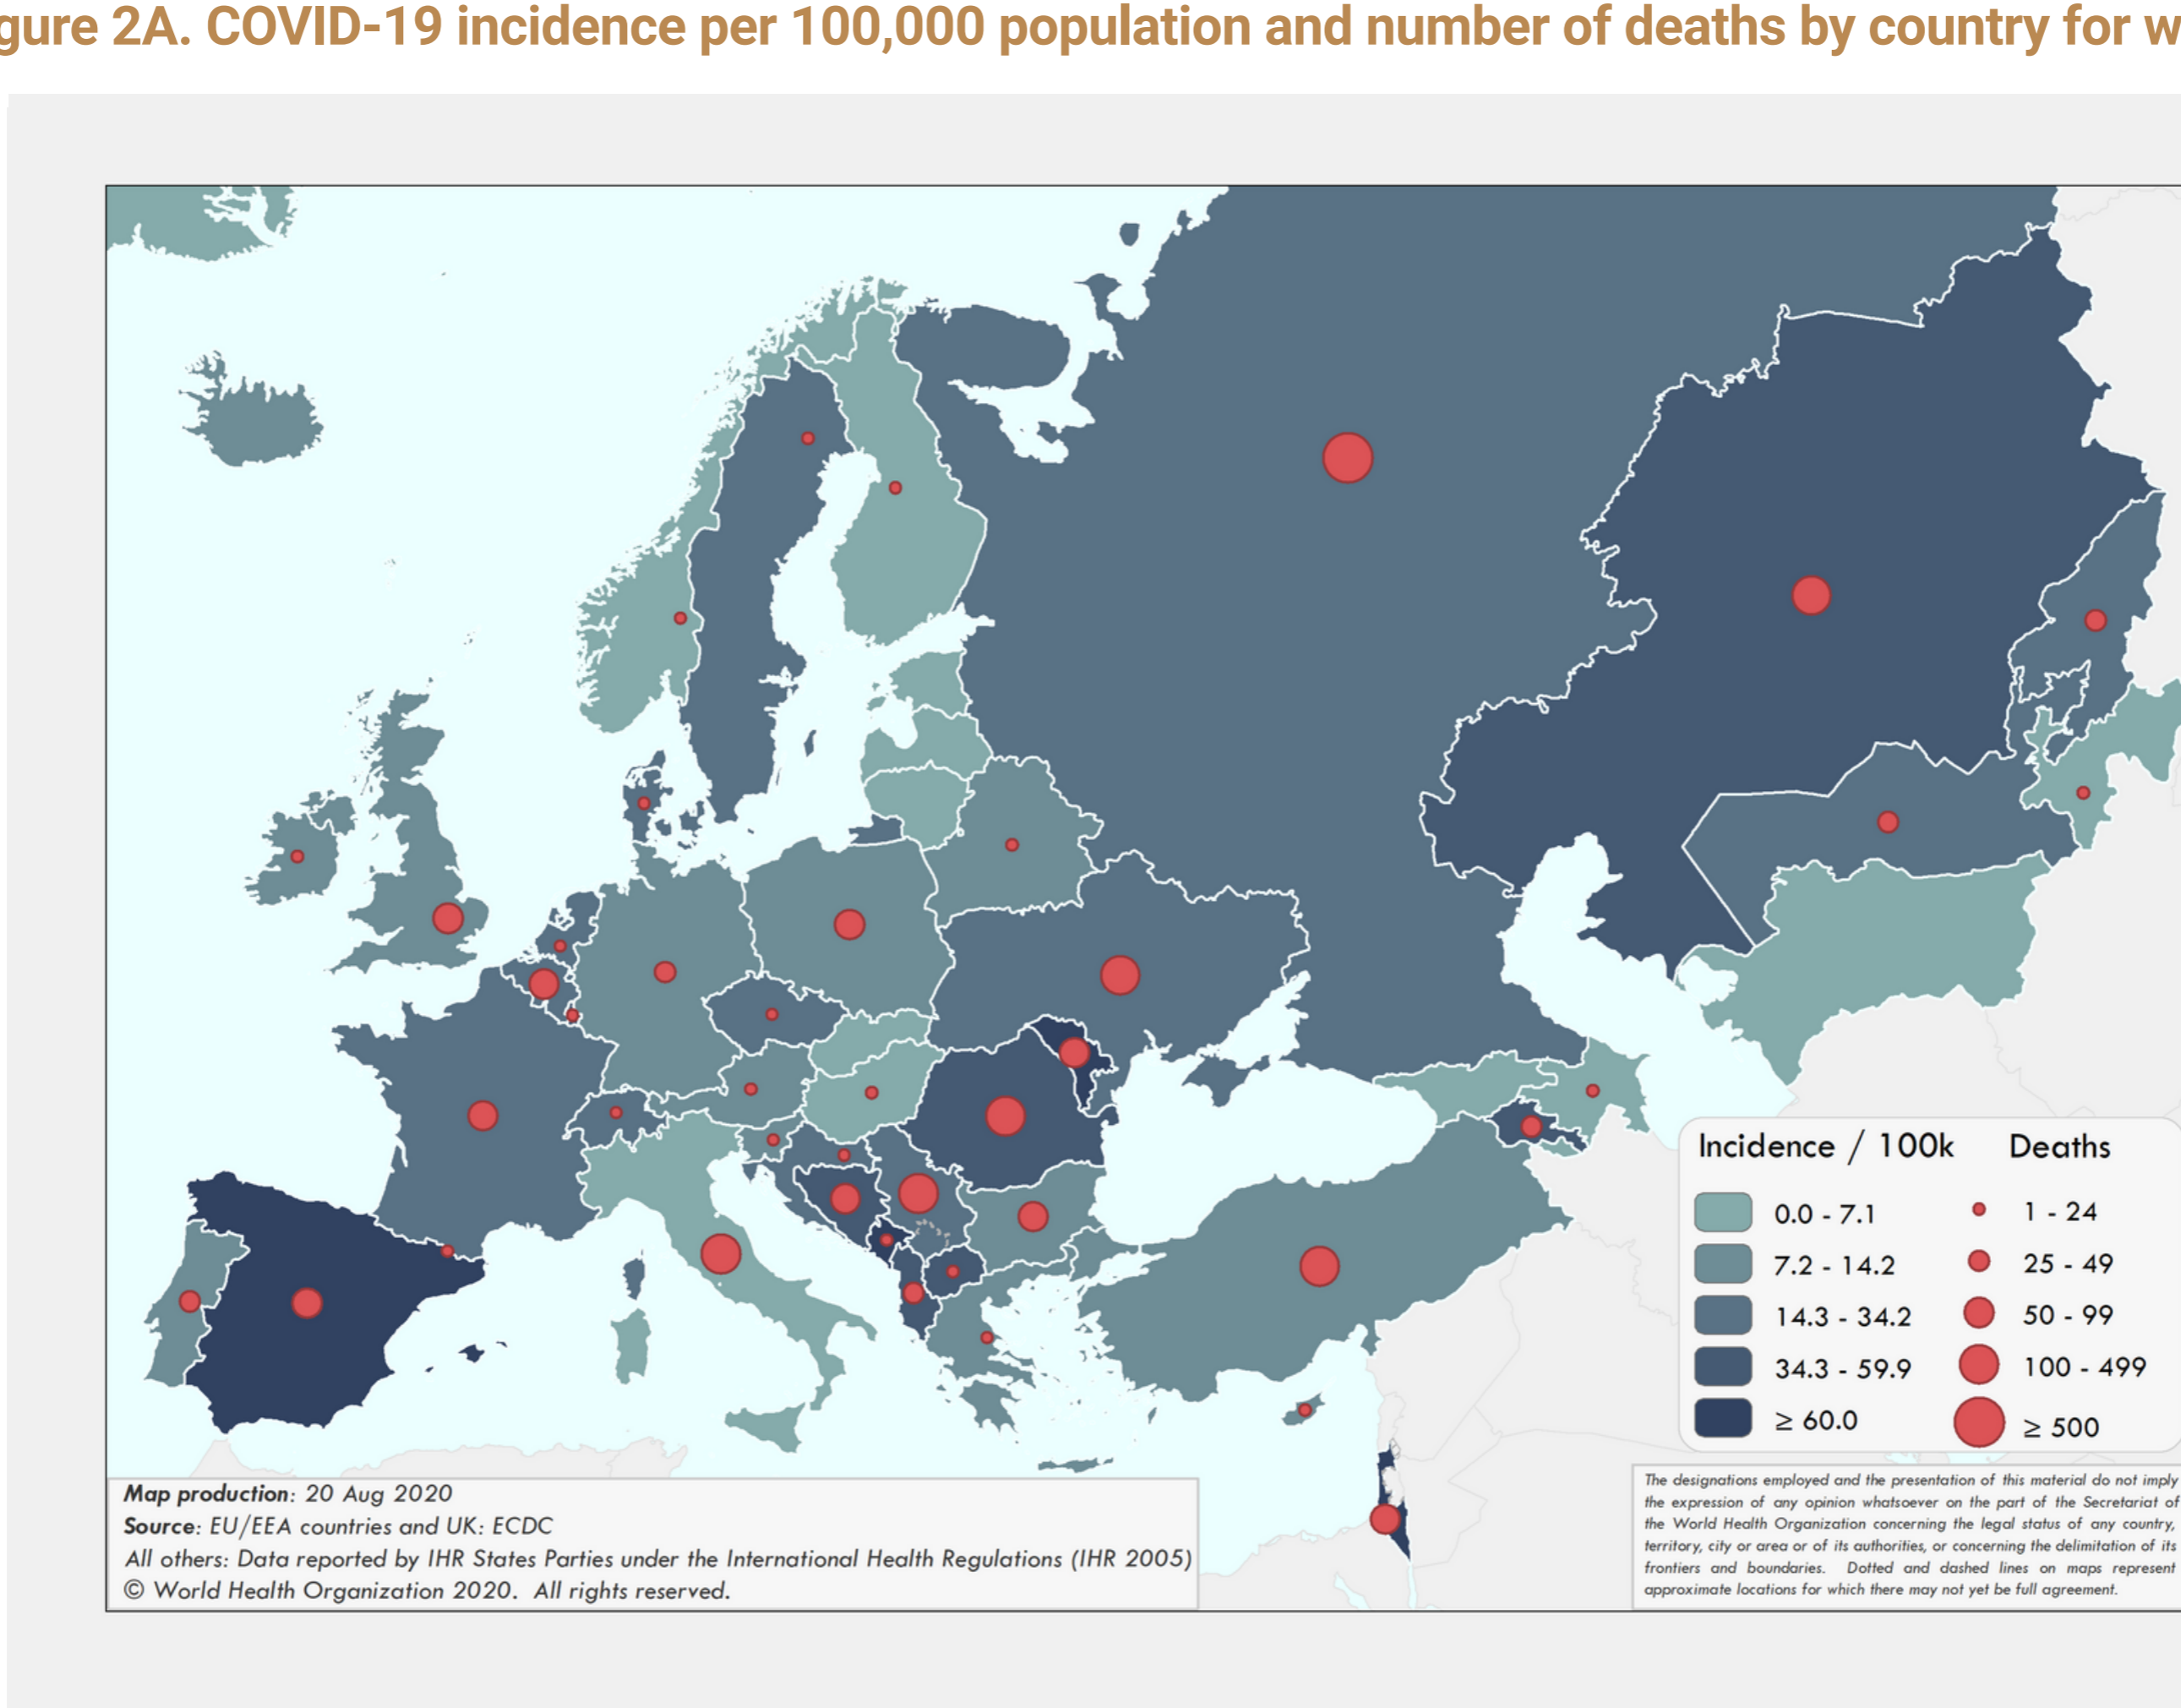 gure 2A. COVID-19 incidence per 100,000 population and number of deaths by country for w
Incidence / 100k
Deaths
0.0 - 7.1
1 - 24
7.2 - 14.2
25 - 49
14.3 - 34.2
50 - 99
34.3 - 59.9
100 - 499
≥ 60.0
≥ 500
Map production: 20 Aug 2020
Source: EU/EEA countries and UK: ECDC
All others: Data reported by IHR States Parties under the International Health Regulations (IHR 2005)
© World Health Organization 2020. All rights reserved.
The designations employed and the presentation of this material do not imply
the expression of any opinion whatsoever on the part of the Secretariat of
the World Health Organization concerning the legal status of any country,
territory, city or area or of its authorities, or concerning the delimitation of its
frontiers and boundaries. Dotted and dashed lines on maps represent
approximate locations for which there may not yet be full agreement.